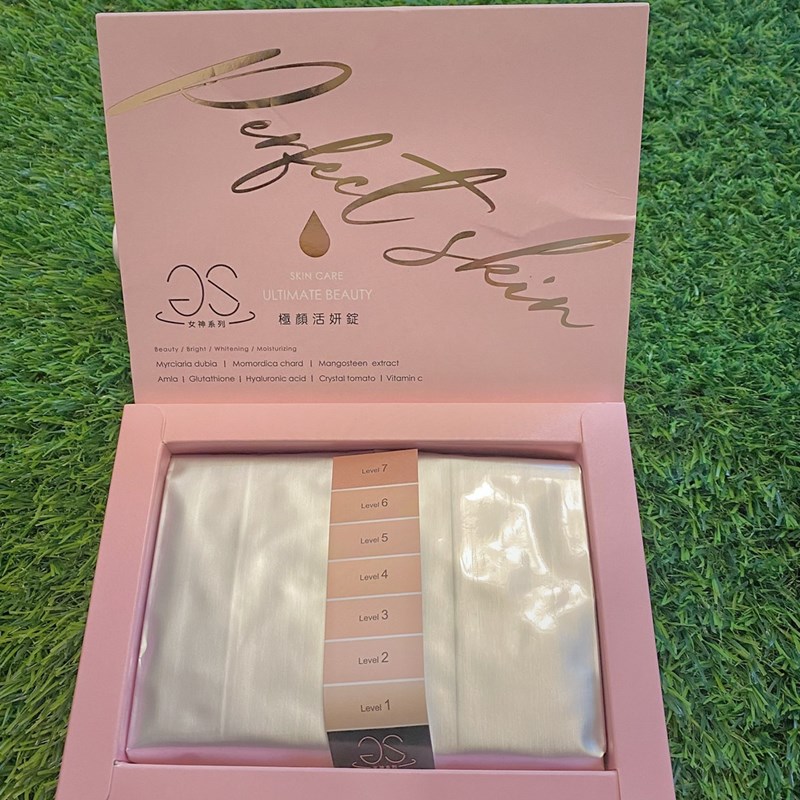 Perfect skin
SKIN CARE
ULTIMATE BEAUTY
極顏活妍錠
GS
女神系列
Beauty / Bright / Whitening / Moisturizing
Myrciaria dubia | Momordica chard | Mangosteen extract
Amla | Glutathione | Hyaluronic acid | Crystal tomato | Vitamin c
Level 7
Level 6
Level 5
Level 4
Level 3
Level 2
Level 1
GS